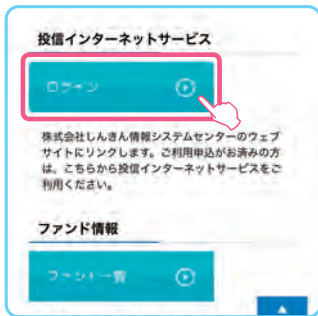 投信インターネットサービス
ログイン
株式会社しんきん情報システムセンターのウェブ
サイトにリンクします。ご利用申込がお済みの方
は、こちらから投信インターネットサービスをご
利用ください。
ファンド情報
ファンド一覧